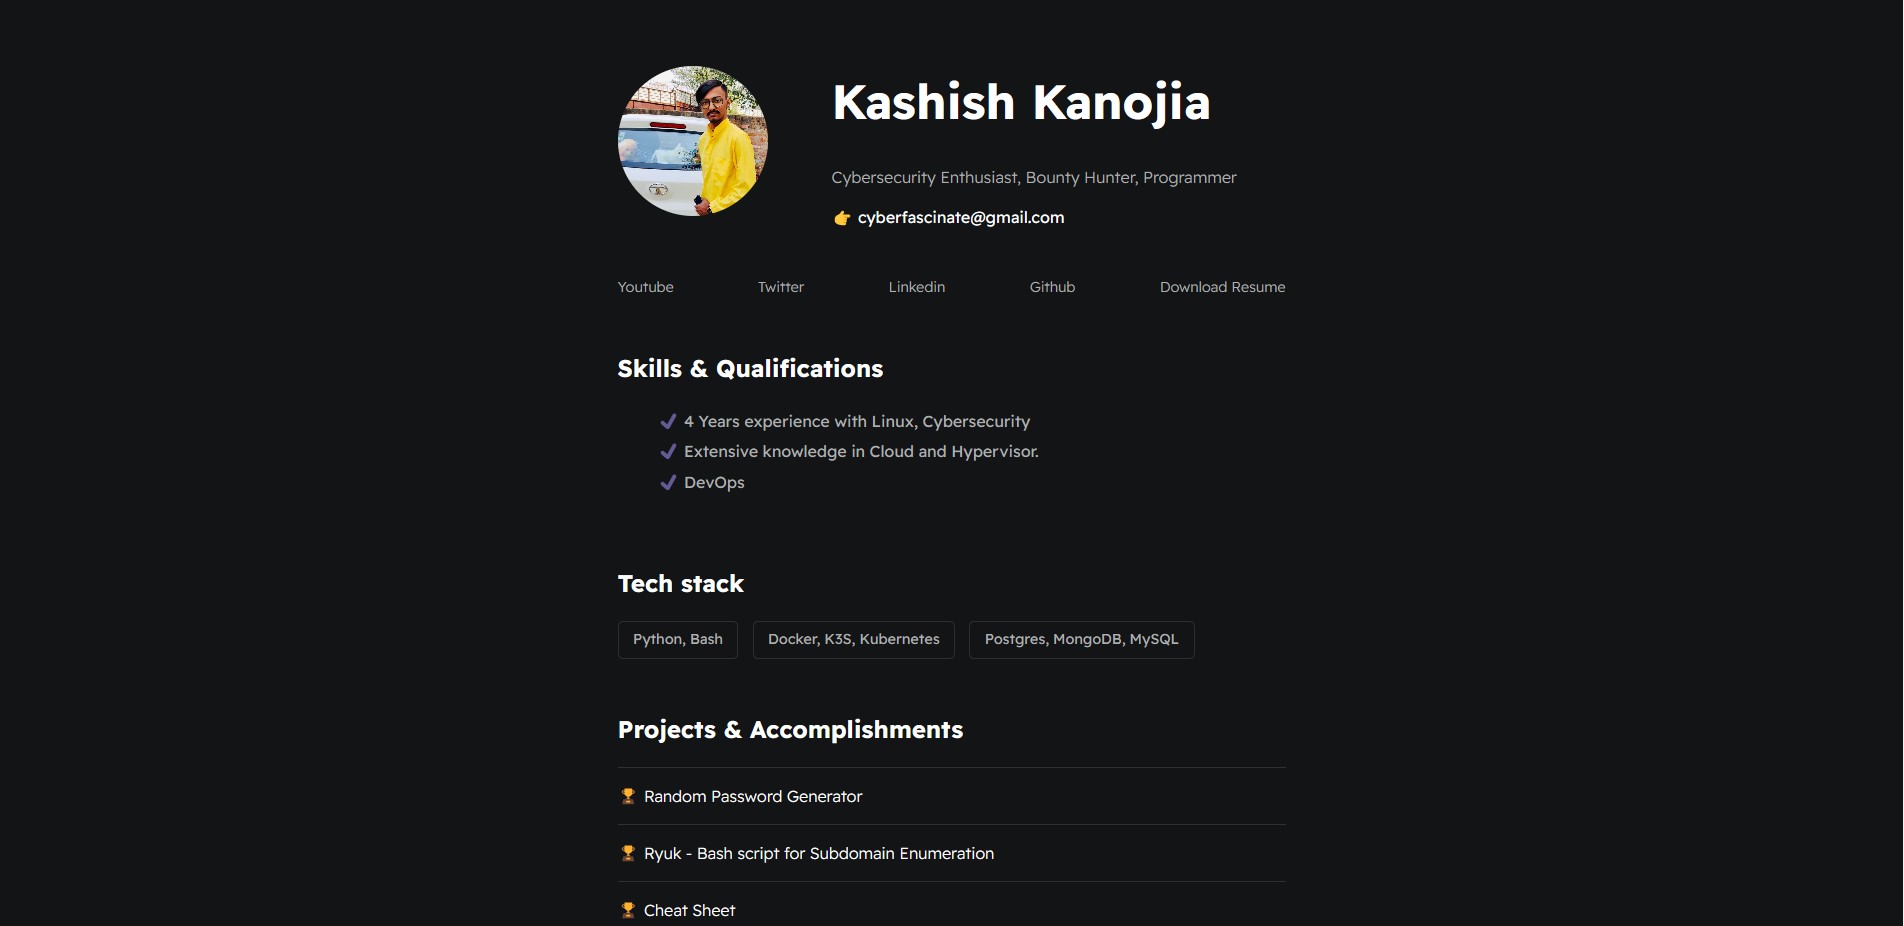 Kashish Kanojia
Cybersecurity Enthusiast, Bounty Hunter, Programmer
👉 cyberfascinate@gmail.com
Youtube Twitter Linkedin Github Download Resume
Skills & Qualifications
✔ 4 Years experience with Linux, Cybersecurity
✔ Extensive knowledge in Cloud and Hypervisor.
✔ DevOps
Tech stack
Python, Bash Docker, K3S, Kubernetes Postgres, MongoDB, MySQL
Projects & Accomplishments
🏆 Random Password Generator
🏆 Ryuk - Bash script for Subdomain Enumeration
🏆 Cheat Sheet